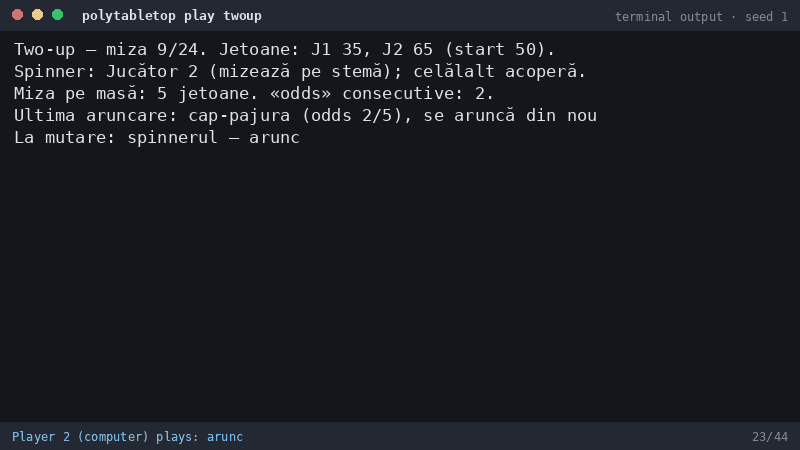 polytabletop play twoup
terminal output · seed 1
Two-up — miza 9/24. Jetoane: J1 35, J2 65 (start 50).
Spinner: Jucător 2 (mizează pe stemă); celălalt acoperă.
Miza pe masă: 5 jetoane. «odds» consecutive: 2.
Ultima aruncare: cap-pajura (odds 2/5), se aruncă din nou
La mutare: spinnerul — arunc
Player 2 (computer) plays: arunc
23/44